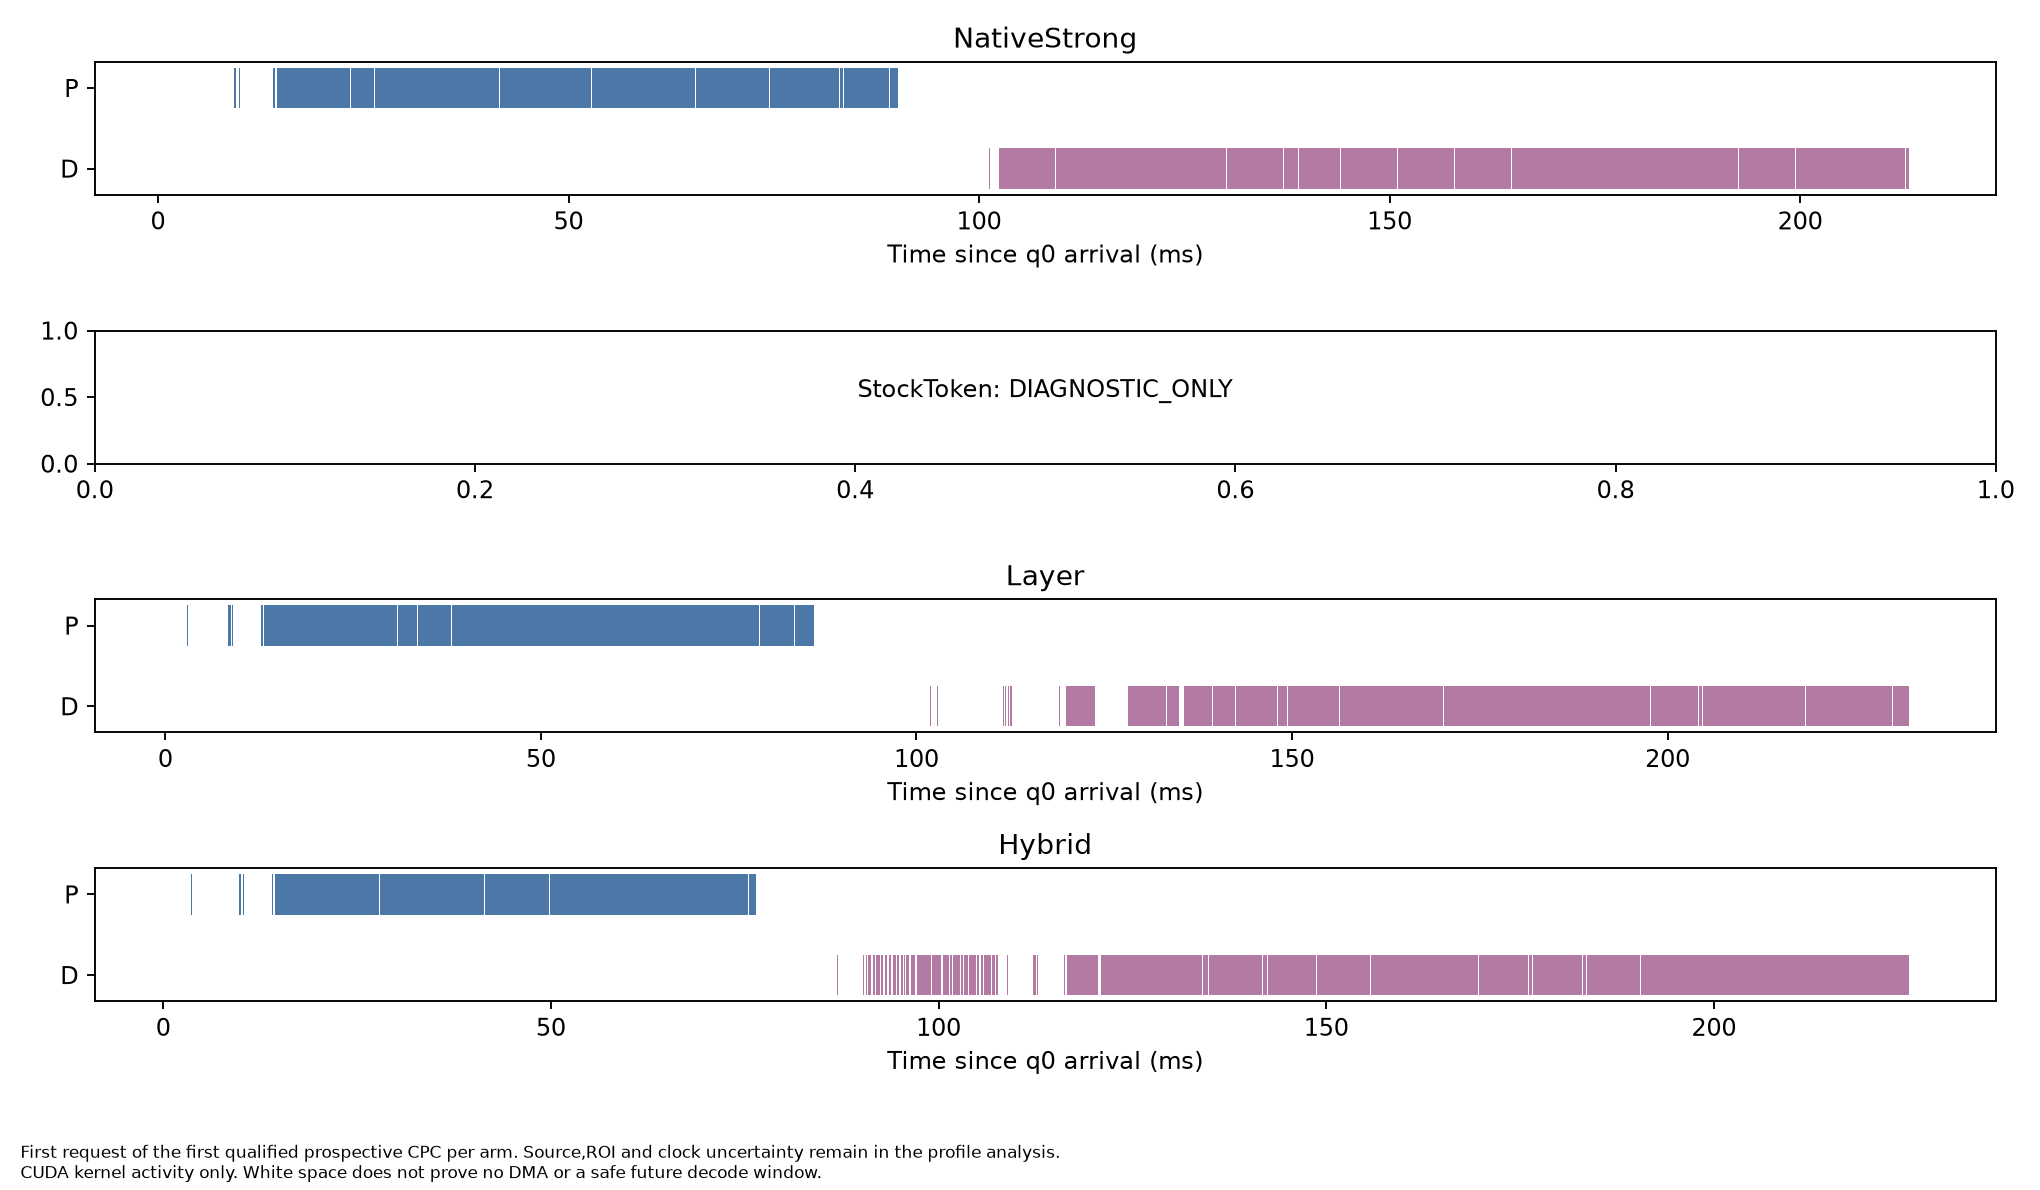 NativeStrong
P
D
0 50 100 150 200
Time since q0 arrival (ms)
1.0
0.5
0.0
StockToken: DIAGNOSTIC_ONLY
0.0 0.2 0.4 0.6 0.8 1.0
Layer
P
D
0 50 100 150 200
Time since q0 arrival (ms)
Hybrid
P
D
0 50 100 150 200
Time since q0 arrival (ms)
First request of the first qualified prospective CPC per arm. Source,ROI and clock uncertainty remain in the profile analysis.
CUDA kernel activity only. White space does not prove no DMA or a safe future decode window.